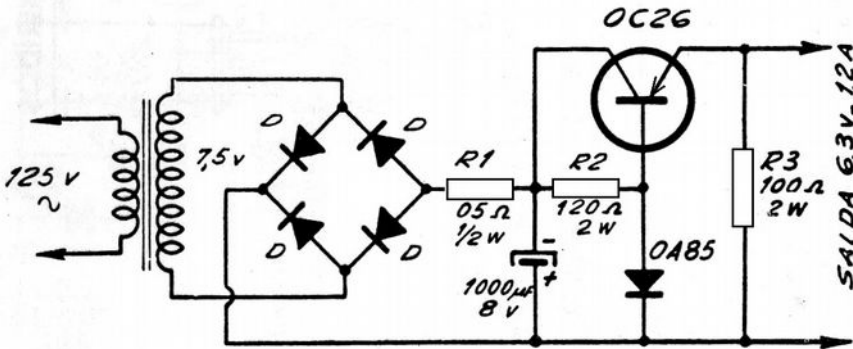 OC26
125 v
~
7,5 v
D
D
D
D
R1
05 Ω
1/2 W
R2
120 Ω
2 W
R3
100 Ω
2 W
1000 µF
8 v
-
+
OA85
SALIDA 6.3V-1.2A